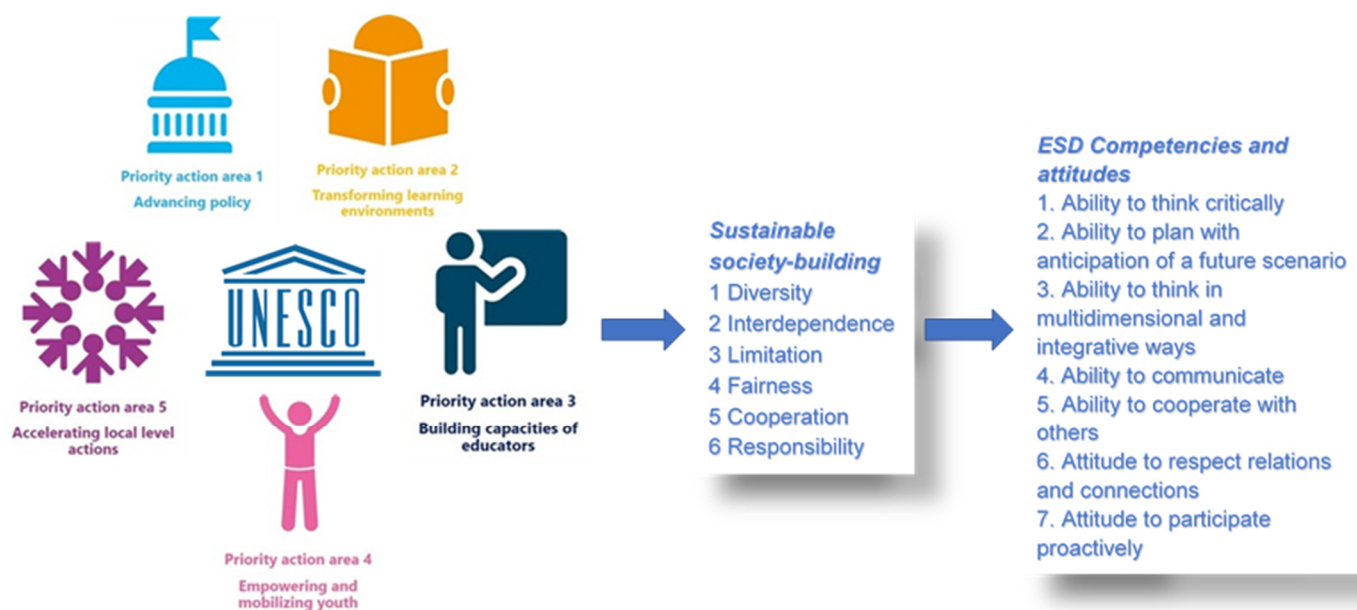 Priority action area 1
Advancing policy
Priority action area 2
Transforming learning
environments
UNESCO
Priority action area 3
Building capacities of
educators
Priority action area 5
Accelerating local level
actions
Priority action area 4
Empowering and
mobilizing youth
Sustainable
society-building
1 Diversity
2 Interdependence
3 Limitation
4 Fairness
5 Cooperation
6 Responsibility
ESD Competencies and
attitudes
1. Ability to think critically
2. Ability to plan with
anticipation of a future scenario
3. Ability to think in
multidimensional and
integrative ways
4. Ability to communicate
5. Ability to cooperate with
others
6. Attitude to respect relations
and connections
7. Attitude to participate
proactively